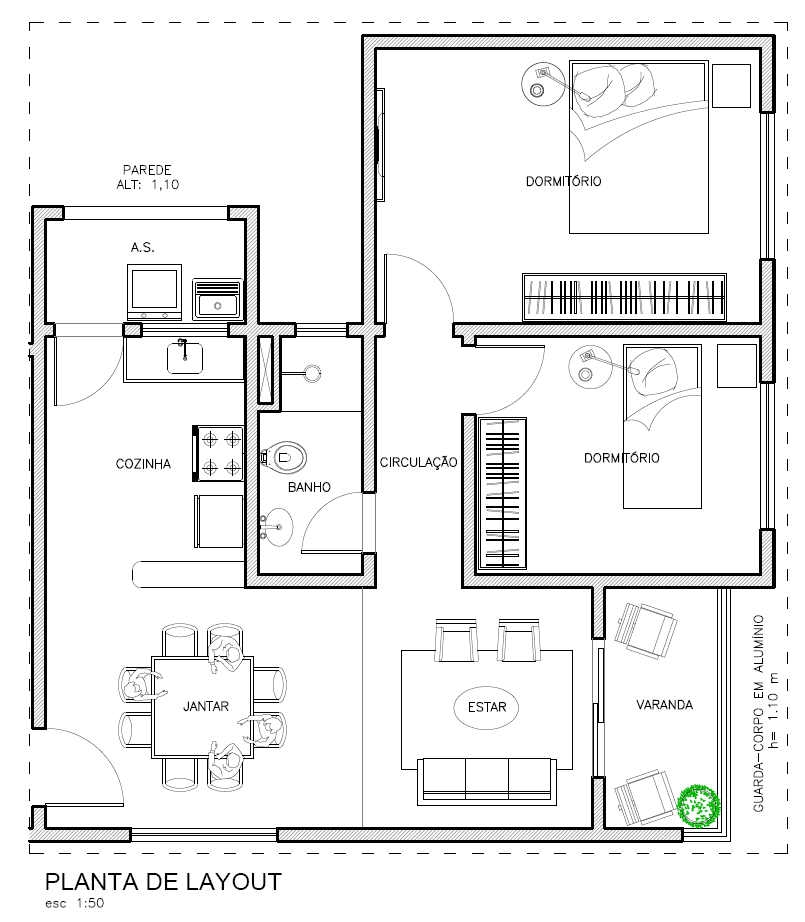 PAREDE
ALT: 1,10
DORMITÓRIO
A.S.
COZINHA
CIRCULAÇÃO
DORMITÓRIO
BANHO
JANTAR
ESTAR
VARANDA
GUARDA-CORPO EM ALUMÍNIO
h= 1.10 m
PLANTA DE LAYOUT
esc 1:50